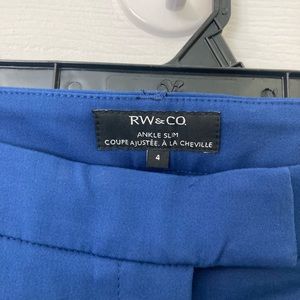 RW&CO.
ANKLE SLIM
COUPE AJUSTÉE, À LA CHEVILLE
4